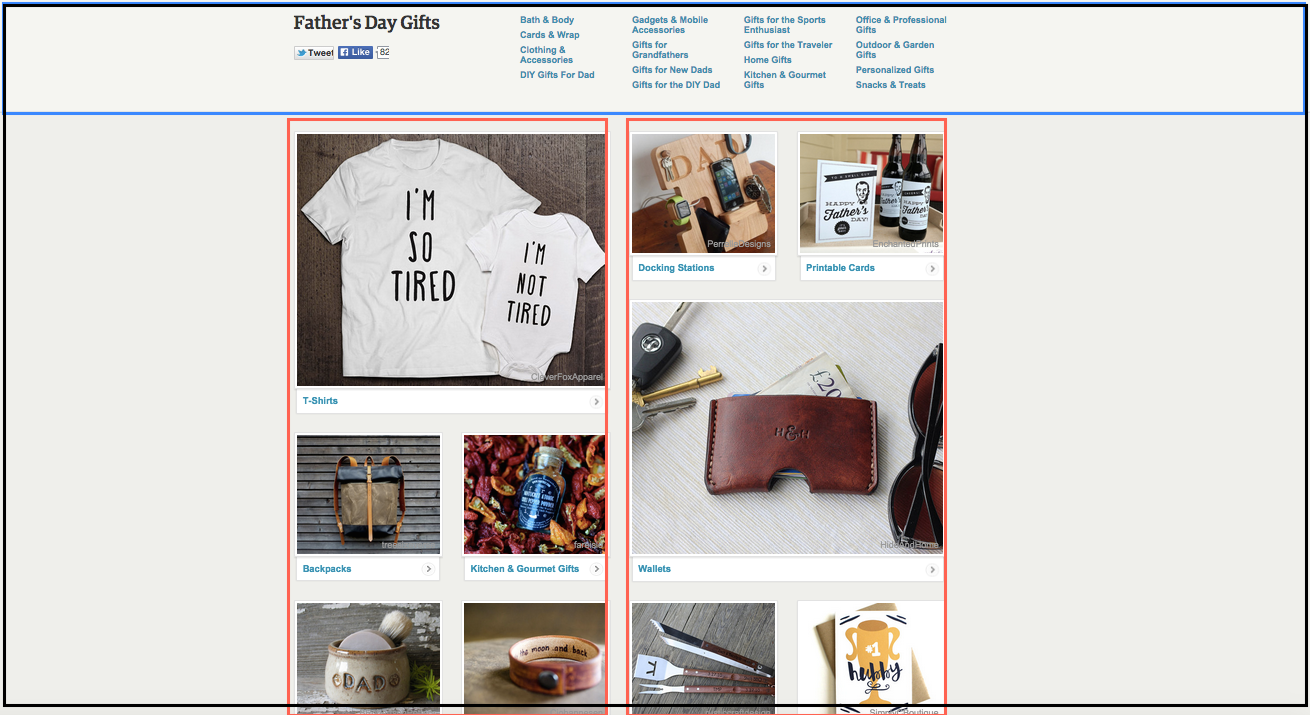 Father's Day Gifts
Tweet
Like
82
Bath & Body
Cards & Wrap
Clothing &
Accessories
DIY Gifts For Dad
Gadgets & Mobile
Accessories
Gifts for
Grandfathers
Gifts for New Dads
Gifts for the DIY Dad
Gifts for the Sports
Enthusiast
Gifts for the Traveler
Home Gifts
Kitchen & Gourmet
Gifts
Office & Professional
Gifts
Outdoor & Garden
Gifts
Personalized Gifts
Snacks & Treats
I'M
SO
TIRED
I'M
NOT
TIRED
CleverFoxApparel
T-Shirts
DAD
Docking Stations
HAPPY
Father's
DAY!
EnchantedPrints
Printable Cards
Backpacks
Kitchen & Gourmet Gifts
£20
H&H
HideAndHome
Wallets
DAD
the moon and back
#1
hubby